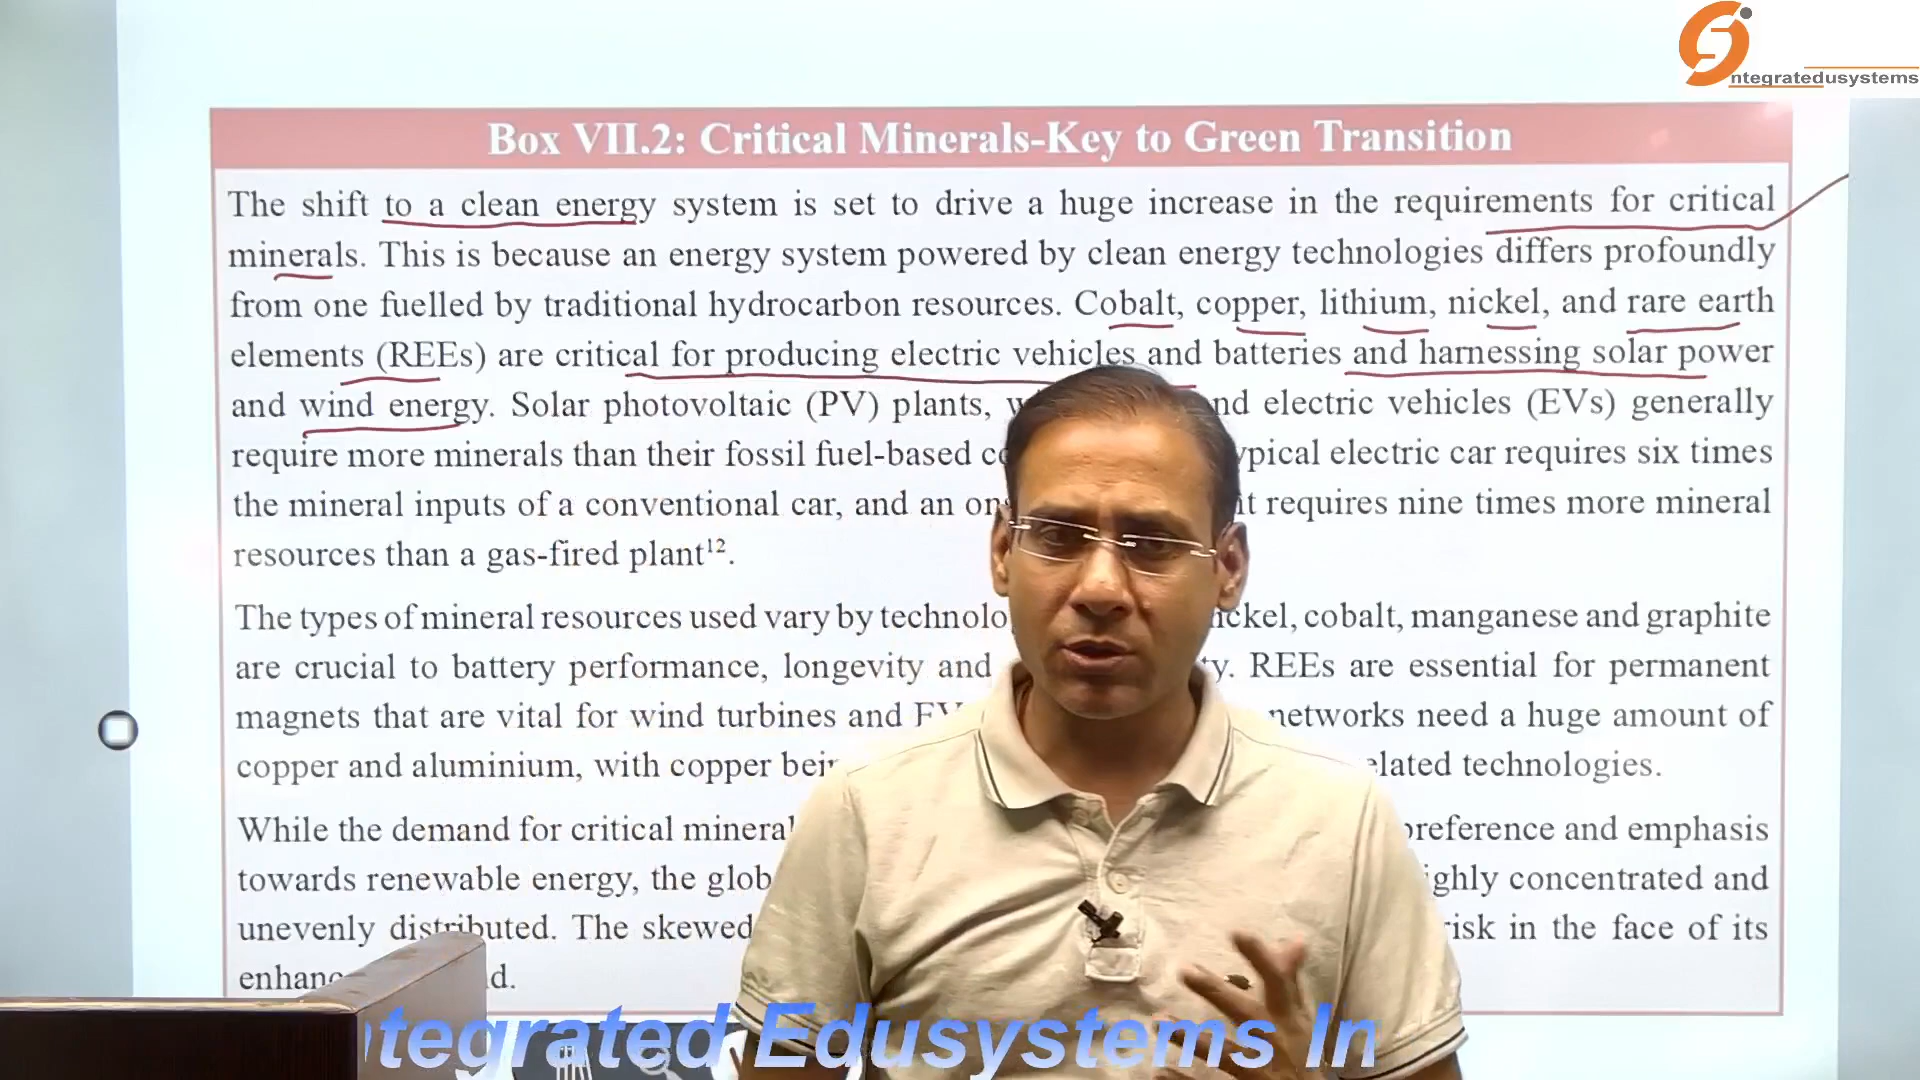 ntegratedusystems
Box VII.2: Critical Minerals-Key to Green Transition
The shift to a clean energy system is set to drive a huge increase in the requirements for critical
minerals. This is because an energy system powered by clean energy technologies differs profoundly
from one fuelled by traditional hydrocarbon resources. Cobalt, copper, lithium, nickel, and rare earth
elements (REEs) are critical for producing electric vehicles and batteries and harnessing solar power
and wind energy. Solar photovoltaic (PV) plants, electric vehicles (EVs) generally
require more minerals than their fossil fuel-based electric car requires six times
the mineral inputs of a conventional car, and an requires nine times more mineral
resources than a gas-fired plant¹².
The types of mineral resources used vary by cobalt, manganese and graphite
are crucial to battery performance, longevity and REEs are essential for permanent
magnets that are vital for wind turbines and networks need a huge amount of
copper and aluminium, with copper technologies.
While the demand for critical preference and emphasis
towards renewable energy, the concentrated and
unevenly distributed. The skewed risk in the face of its
ntegrated Edusystems In